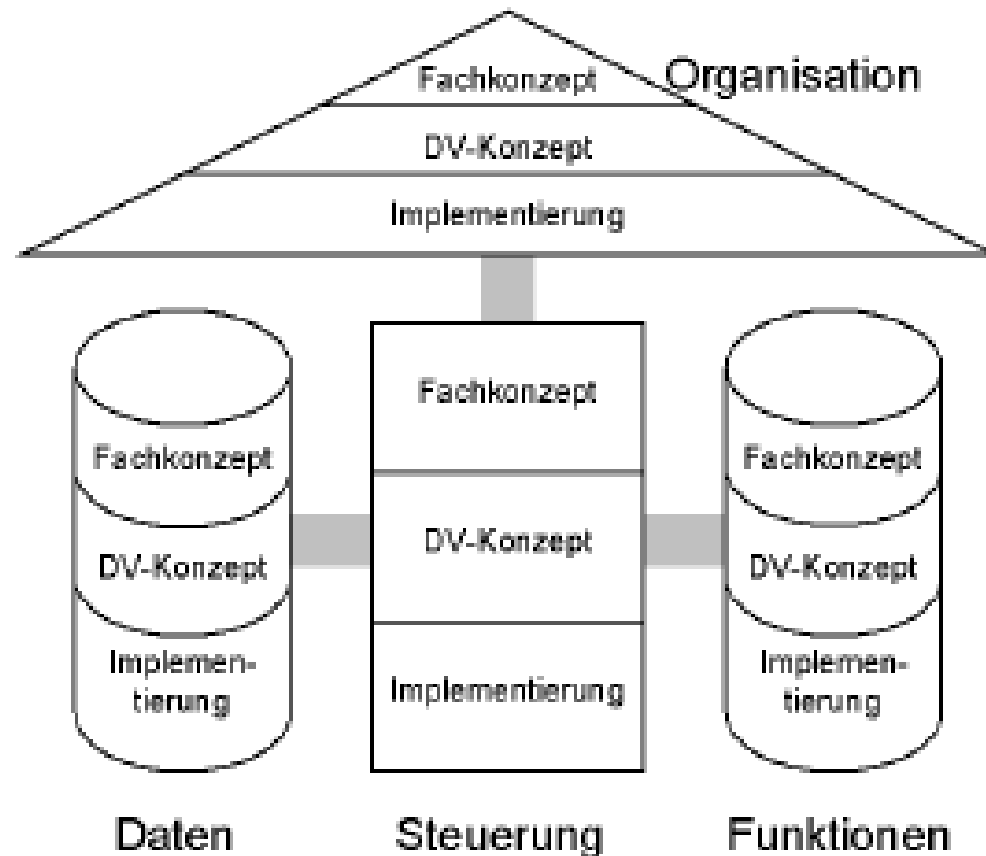 Fachkonzept
Organisation
DV-Konzept
Implementierung
Fachkonzept
DV-Konzept
Implemen-
tierung
Fachkonzept
DV-Konzept
Implementierung
Fachkonzept
DV-Konzept
Implemen-
tierung
Daten
Steuerung
Funktionen